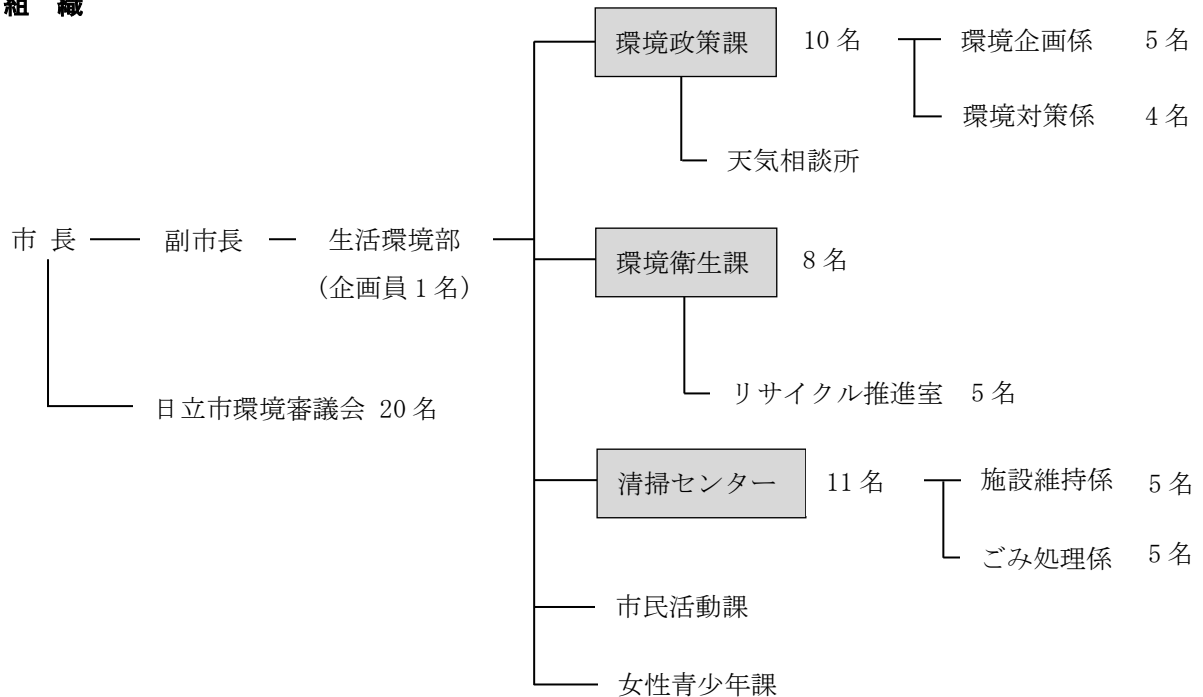 組 織
環境政策課 10名 環境企画係 5名
環境対策係 4名
天気相談所
市 長 副市長 生活環境部
(企画員1名)
環境衛生課 8名
リサイクル推進室 5名
日立市環境審議会 20名
清掃センター 11名 施設維持係 5名
ごみ処理係 5名
市民活動課
女性青少年課